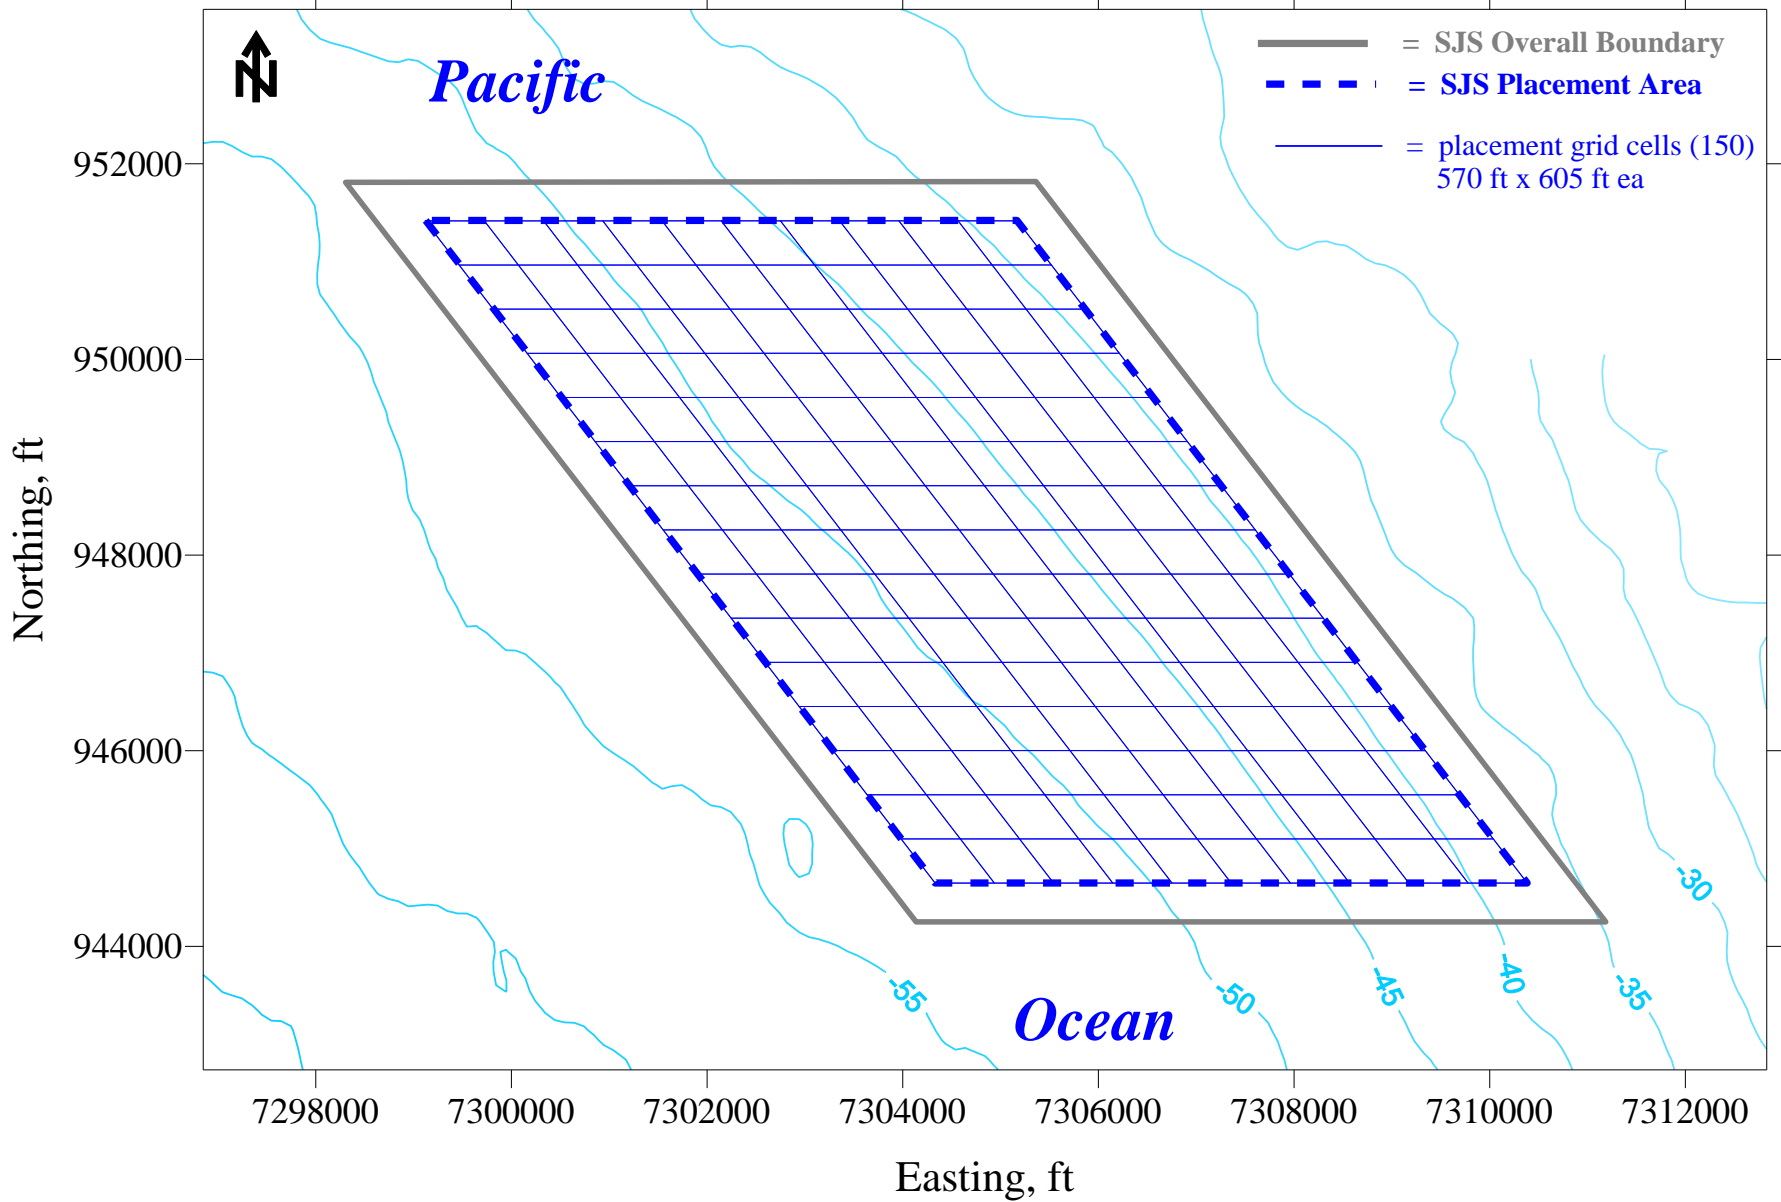 N
Pacific
= SJS Overall Boundary
= SJS Placement Area
= placement grid cells (150)
570 ft x 605 ft ea
952000
950000
948000
946000
944000
Northing, ft
-30
-55
-50
-45
-40
-35
Ocean
7298000
7300000
7302000
7304000
7306000
7308000
7310000
7312000
Easting, ft